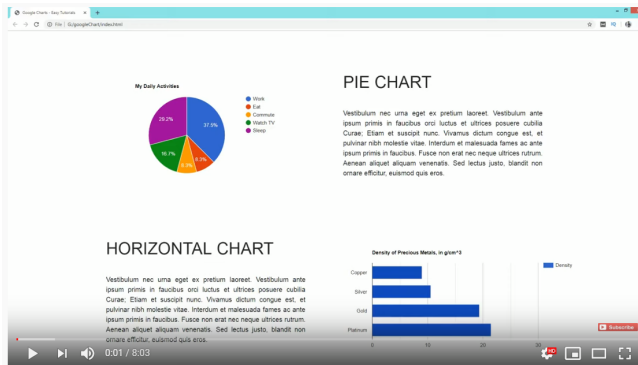 Google Charts - Easy Tutorials
File | G:/googleChart/index.html
My Daily Activities
37.5%
8.3%
8.3%
16.7%
29.2%
Work
Eat
Commute
Watch TV
Sleep
PIE CHART
Vestibulum nec urna eget ex pretium laoreet. Vestibulum ante
ipsum primis in faucibus orci luctus et ultrices posuere cubilia
Curae; Etiam et suscipit nunc. Vivamus dictum congue est, et
pulvinar nibh molestie vitae. Interdum et malesuada fames ac ante
ipsum primis in faucibus. Fusce non erat nec neque ultrices rutrum.
Aenean aliquet aliquam venenatis. Sed lectus justo, blandit non
ornare efficitur, euismod quis eros.
HORIZONTAL CHART
Vestibulum nec urna eget ex pretium laoreet. Vestibulum ante
ipsum primis in faucibus orci luctus et ultrices posuere cubilia
Curae; Etiam et suscipit nunc. Vivamus dictum congue est, et
pulvinar nibh molestie vitae. Interdum et malesuada fames ac ante
ipsum primis in faucibus. Fusce non erat nec neque ultrices rutrum.
Aenean aliquet aliquam venenatis. Sed lectus justo, blandit non
ornare efficitur, euismod quis eros.
Density of Precious Metals, in g/cm^3
Copper
Silver
Gold
Platinum
0 10 20 30
Density
Subscribe
0:01 / 8:03
HD